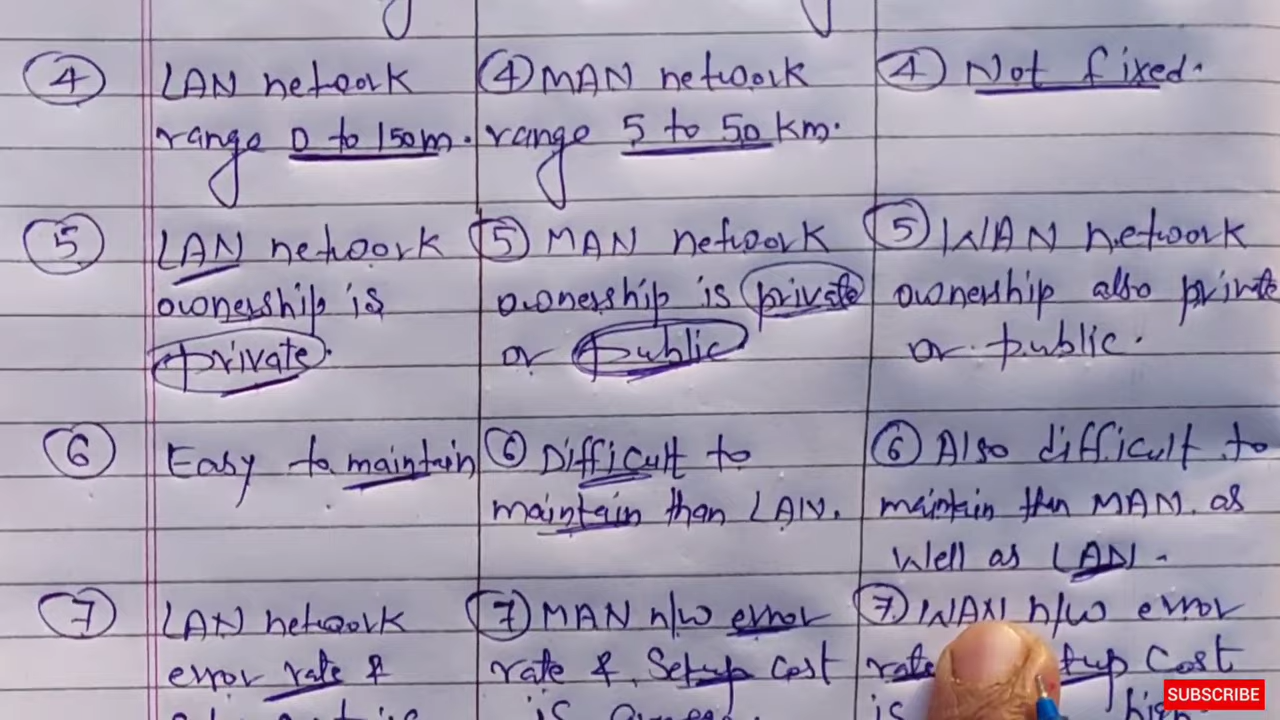 ④ LAN network
range 0 to 150m.
④ MAN network
range 5 to 50 Km.
④ Not fixed.
⑤ LAN network
ownership is
private.
⑤ MAN network
ownership is private
or public
⑤ WAN network
ownership also private
or public.
⑥ Easy to maintain
⑥ Difficult to
maintain than LAN.
⑥ Also difficult to
maintain than MAN as
well as LAN.
⑦ LAN network
error rate &
⑦ MAN n/w error
rate & Setup cost
is
⑦ WAN n/w error
rate Cost
is high.
SUBSCRIBE